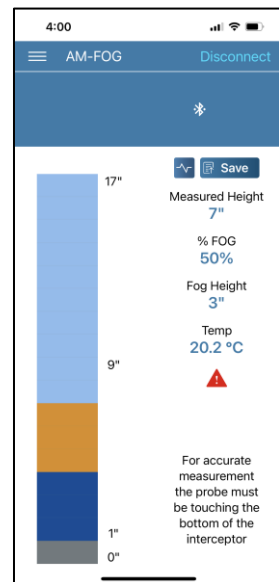 4:00
AM-FOG
Disconnect
Save
17"
Measured Height
7"
% FOG
50%
Fog Height
3"
Temp
20.2 °C
9"
For accurate
measurement
the probe must
be touching the
bottom of the
interceptor
1"
0"